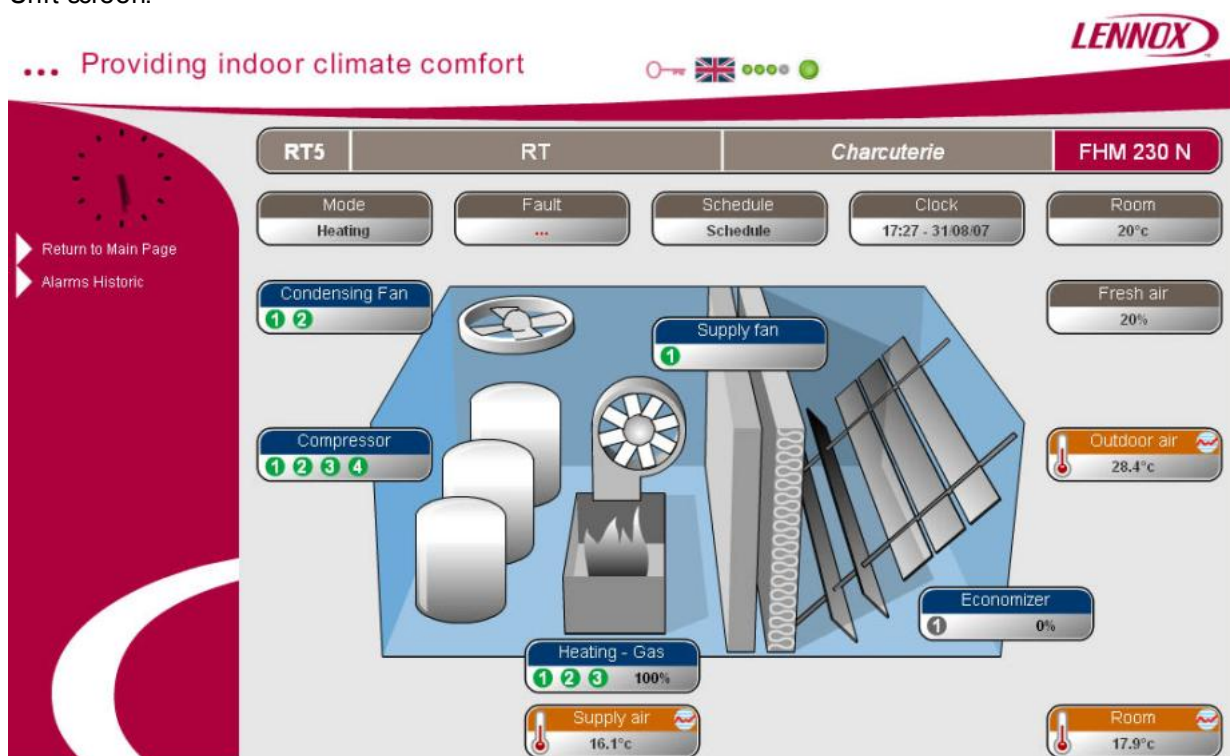 Unit screen.
LENNOX
... Providing indoor climate comfort
RT5 RT Charcuterie FHM 230 N
Mode Fault Schedule Clock Room
Heating ... Schedule 17:27 - 31/08/07 20°c
Return to Main Page
Alarms Historic
Condensing Fan
1 2
Fresh air
20%
Supply fan
1
Compressor
1 2 3 4
Outdoor air
28.4°c
Economizer
1 0%
Heating - Gas
1 2 3 100%
Supply air
16.1°c
Room
17.9°c